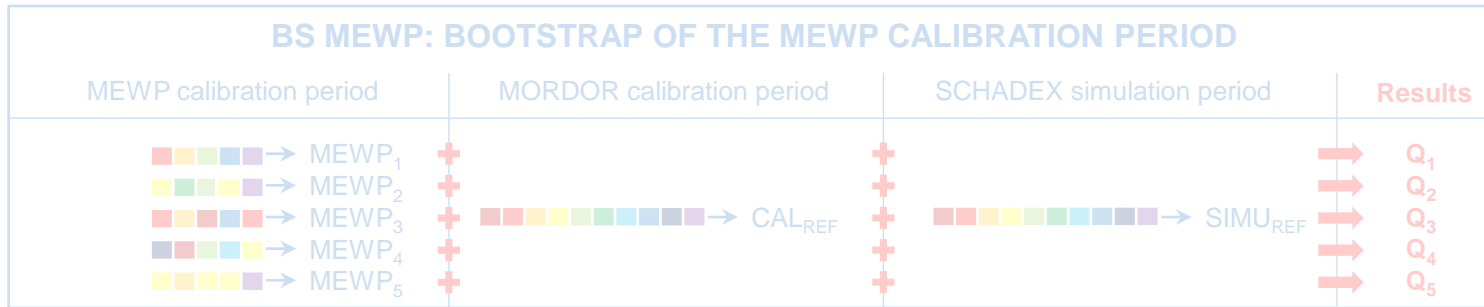 BS MEWP: BOOTSTRAP OF THE MEWP CALIBRATION PERIOD
MEWP calibration period MORDOR calibration period SCHADEX simulation period Results
MEWP1 Q1
MEWP2 Q2
MEWP3 CALREF SIMUREF Q3
MEWP4 Q4
MEWP5 Q5